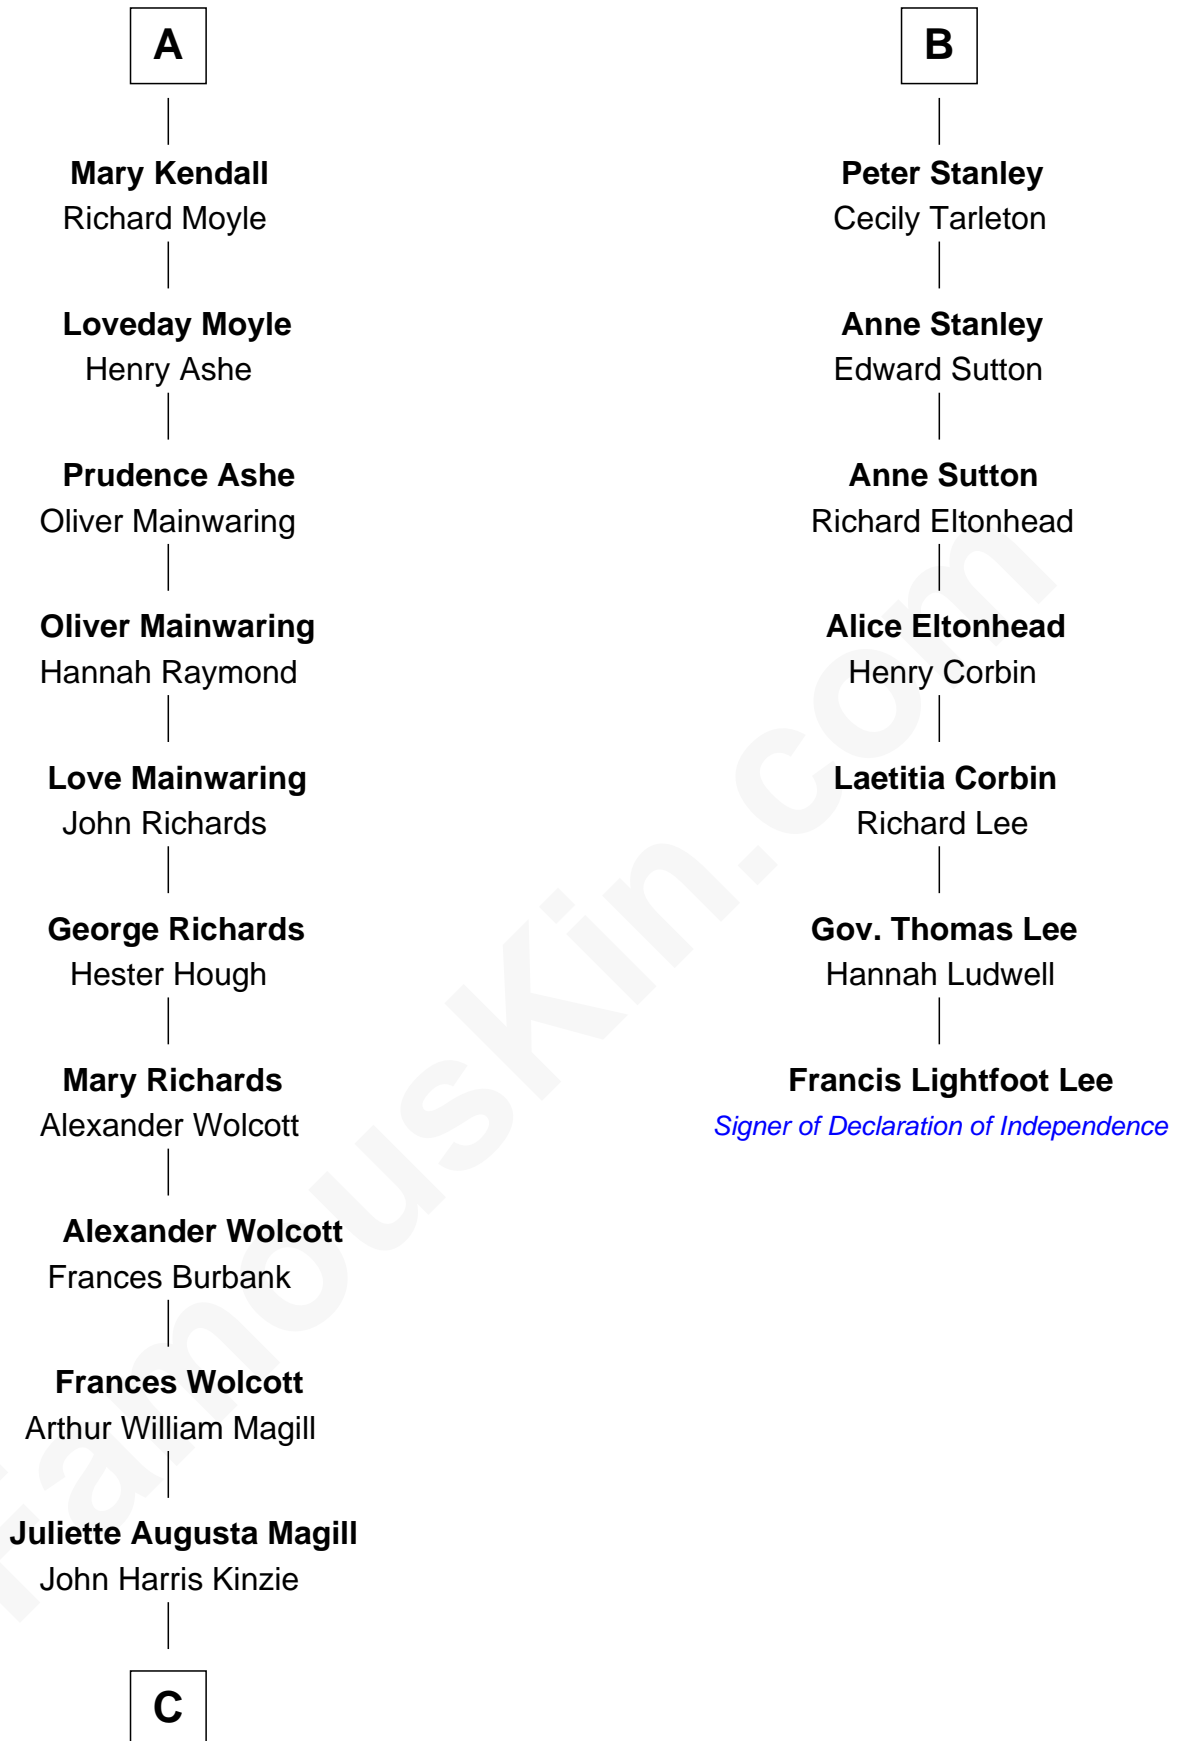 A
Mary Kendall
Richard Moyle
Loveday Moyle
Henry Ashe
Prudence Ashe
Oliver Mainwaring
Oliver Mainwaring
Hannah Raymond
Love Mainwaring
John Richards
George Richards
Hester Hough
Mary Richards
Alexander Wolcott
Alexander Wolcott
Frances Burbank
Frances Wolcott
Arthur William Magill
Juliette Augusta Magill
John Harris Kinzie
C
B
Peter Stanley
Cecily Tarleton
Anne Stanley
Edward Sutton
Anne Sutton
Richard Eltonhead
Alice Eltonhead
Henry Corbin
Laetitia Corbin
Richard Lee
Gov. Thomas Lee
Hannah Ludwell
Francis Lightfoot Lee
Signer of Declaration of Independence
FamousKin.com